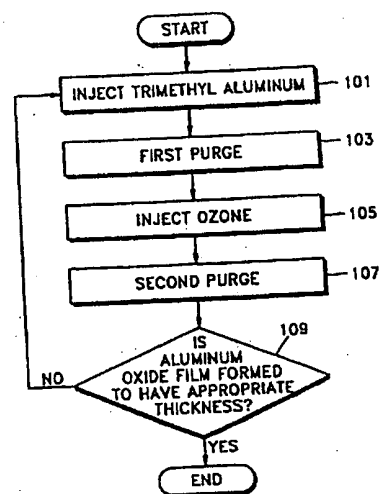 START
INJECT TRIMETHYL ALUMINUM
101
FIRST PURGE
103
INJECT OZONE
105
SECOND PURGE
107
109
IS
ALUMINUM
OXIDE FILM FORMED
TO HAVE APPROPRIATE
THICKNESS?
NO
YES
END